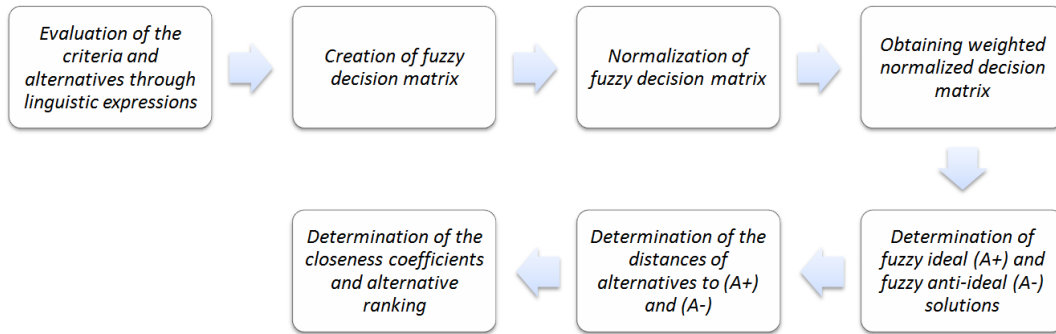 Evaluation of the
criteria and
alternatives through
linguistic expressions
Creation of fuzzy
decision matrix
Normalization of
fuzzy decision matrix
Obtaining weighted
normalized decision
matrix
Determination of
fuzzy ideal (A+) and
fuzzy anti-ideal (A-)
solutions
Determination of the
distances of
alternatives to (A+)
and (A-)
Determination of the
closeness coefficients
and alternative
ranking